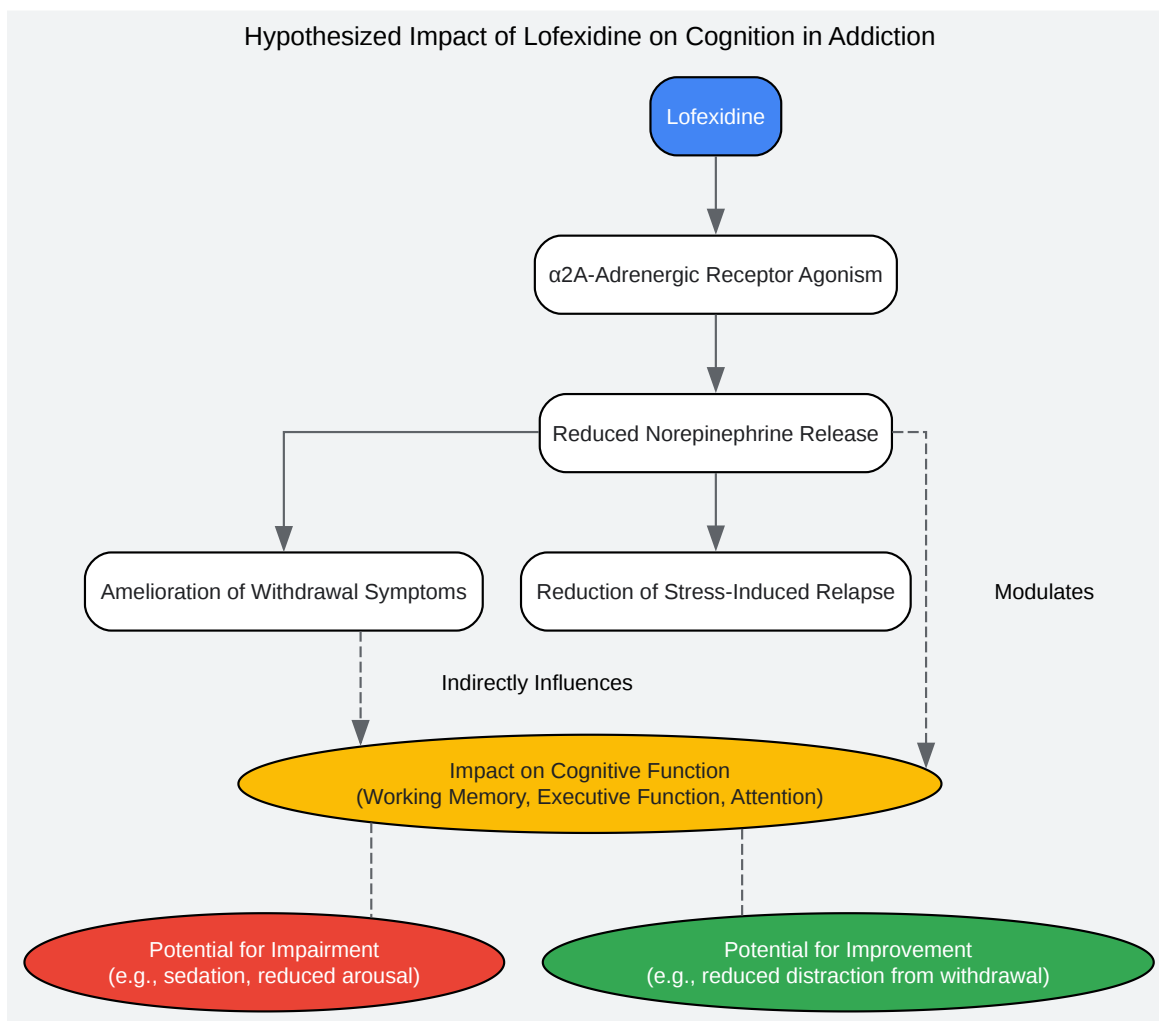 Hypothesized Impact of Lofexidine on Cognition in Addiction
Lofexidine
α2A-Adrenergic Receptor Agonism
Reduced Norepinephrine Release
Amelioration of Withdrawal Symptoms
Reduction of Stress-Induced Relapse
Modulates
Indirectly Influences
Impact on Cognitive Function
(Working Memory, Executive Function, Attention)
Potential for Impairment
(e.g., sedation, reduced arousal)
Potential for Improvement
(e.g., reduced distraction from withdrawal)